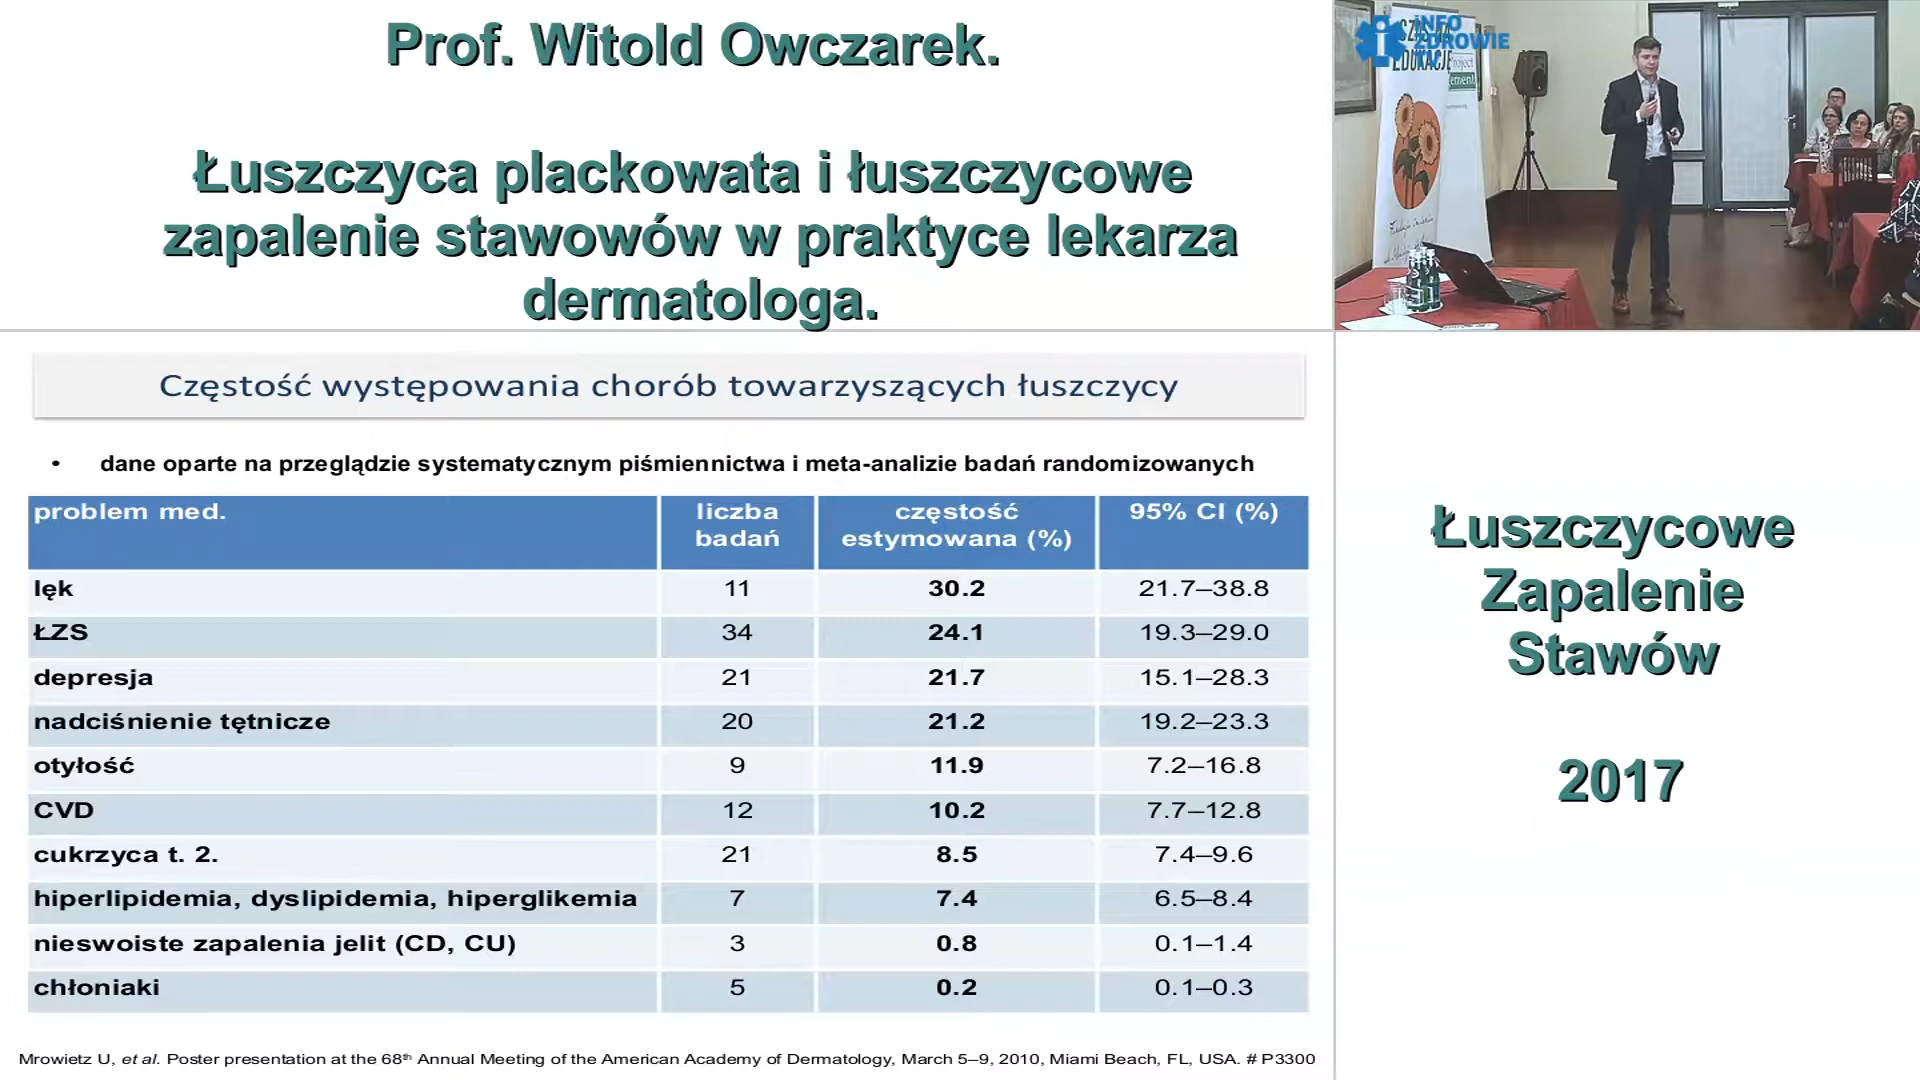 Prof. Witold Owczarek.
Łuszczyca plackowata i łuszczycowe
zapalenie stawowów w praktyce lekarza
dermatologa.
iNFO
ZDROWIE
Częstość występowania chorób towarzyszących łuszczycy
• dane oparte na przeglądzie systematycznym piśmiennictwa i meta-analizie badań randomizowanych
problem med. liczba badań częstość estymowana (%) 95% CI (%)
lęk 11 30.2 21.7–38.8
ŁZS 34 24.1 19.3–29.0
depresja 21 21.7 15.1–28.3
nadciśnienie tętnicze 20 21.2 19.2–23.3
otyłość 9 11.9 7.2–16.8
CVD 12 10.2 7.7–12.8
cukrzyca t. 2. 21 8.5 7.4–9.6
hiperlipidemia, dyslipidemia, hiperglikemia 7 7.4 6.5–8.4
nieswoiste zapalenia jelit (CD, CU) 3 0.8 0.1–1.4
chłoniaki 5 0.2 0.1–0.3
Mrowietz U, et al. Poster presentation at the 68th Annual Meeting of the American Academy of Dermatology, March 5–9, 2010, Miami Beach, FL, USA. # P3300
Łuszczycowe
Zapalenie
Stawów
2017